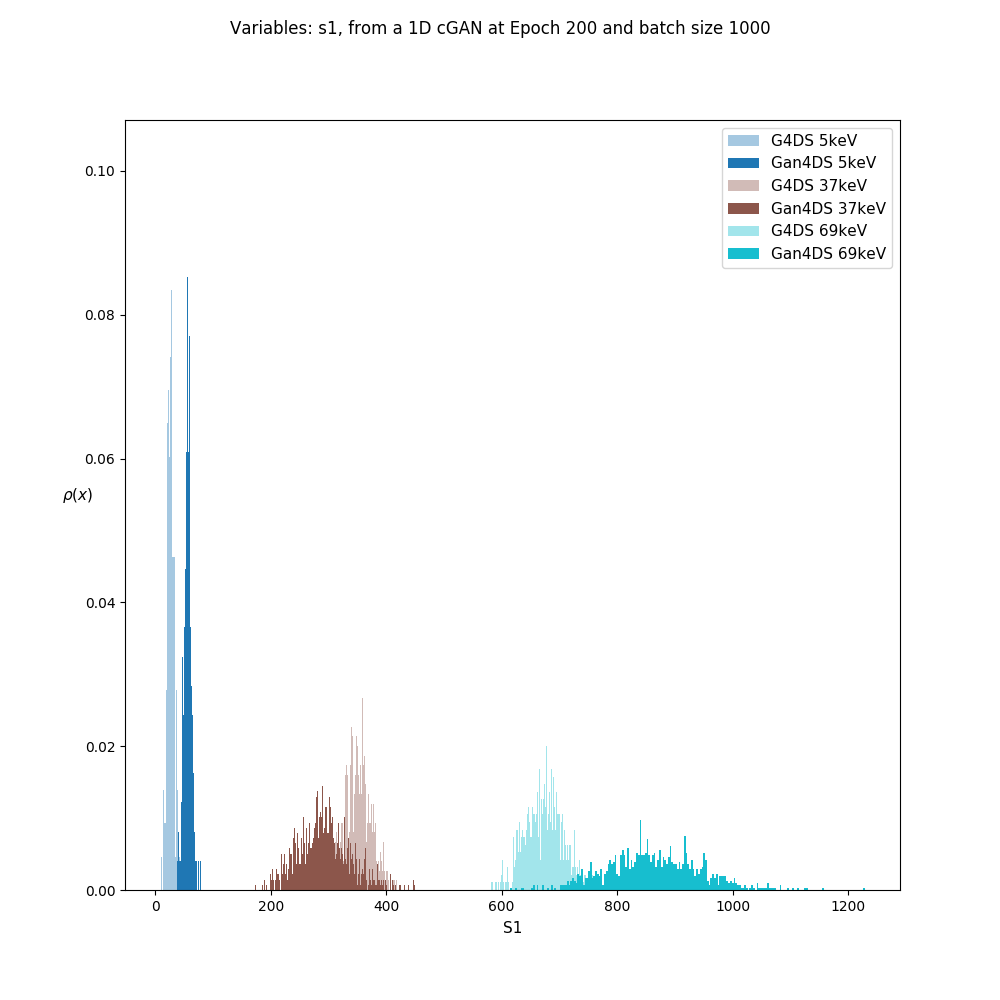 Variables: s1, from a 1D cGAN at Epoch 200 and batch size 1000
G4DS 5keV
Gan4DS 5keV
G4DS 37keV
Gan4DS 37keV
G4DS 69keV
Gan4DS 69keV
0.10
0.08
0.06
ρ(x)
0.04
0.02
0.00
0 200 400 600 800 1000 1200
S1